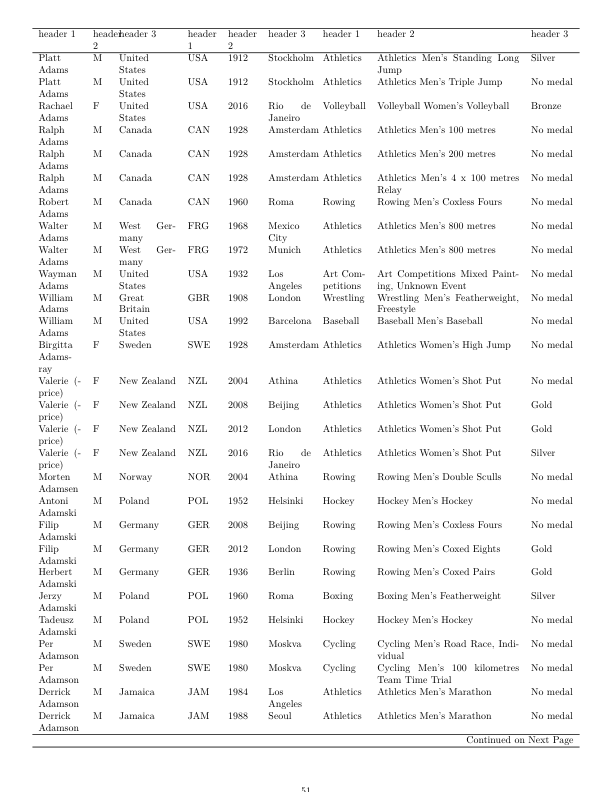 header 1 header 2 header 3 header 1 header 2 header 3 header 1 header 2 header 3
Platt Adams M United States USA 1912 Stockholm Athletics Athletics Men's Standing Long Jump Silver
Platt Adams M United States USA 1912 Stockholm Athletics Athletics Men's Triple Jump No medal
Rachael Adams F United States USA 2016 Rio de Janeiro Volleyball Volleyball Women's Volleyball Bronze
Ralph Adams M Canada CAN 1928 Amsterdam Athletics Athletics Men's 100 metres No medal
Ralph Adams M Canada CAN 1928 Amsterdam Athletics Athletics Men's 200 metres No medal
Ralph Adams M Canada CAN 1928 Amsterdam Athletics Athletics Men's 4 x 100 metres Relay No medal
Robert Adams M Canada CAN 1960 Roma Rowing Rowing Men's Coxless Fours No medal
Walter Adams M West Ger-many FRG 1968 Mexico City Athletics Athletics Men's 800 metres No medal
Walter Adams M West Ger-many FRG 1972 Munich Athletics Athletics Men's 800 metres No medal
Wayman Adams M United States USA 1932 Los Angeles Art Com-petitions Art Competitions Mixed Paint-ing, Unknown Event No medal
William Adams M Great Britain GBR 1908 London Wrestling Wrestling Men's Featherweight, Freestyle No medal
William Adams M United States USA 1992 Barcelona Baseball Baseball Men's Baseball No medal
Birgitta Adams-ray F Sweden SWE 1928 Amsterdam Athletics Athletics Women's High Jump No medal
Valerie (-price) F New Zealand NZL 2004 Athina Athletics Athletics Women's Shot Put No medal
Valerie (-price) F New Zealand NZL 2008 Beijing Athletics Athletics Women's Shot Put Gold
Valerie (-price) F New Zealand NZL 2012 London Athletics Athletics Women's Shot Put Gold
Valerie (-price) F New Zealand NZL 2016 Rio de Janeiro Athletics Athletics Women's Shot Put Silver
Morten Adamsen M Norway NOR 2004 Athina Rowing Rowing Men's Double Sculls No medal
Antoni Adamski M Poland POL 1952 Helsinki Hockey Hockey Men's Hockey No medal
Filip Adamski M Germany GER 2008 Beijing Rowing Rowing Men's Coxless Fours No medal
Filip Adamski M Germany GER 2012 London Rowing Rowing Men's Coxed Eights Gold
Herbert Adamski M Germany GER 1936 Berlin Rowing Rowing Men's Coxed Pairs Gold
Jerzy Adamski M Poland POL 1960 Roma Boxing Boxing Men's Featherweight Silver
Tadeusz Adamski M Poland POL 1952 Helsinki Hockey Hockey Men's Hockey No medal
Per Adamson M Sweden SWE 1980 Moskva Cycling Cycling Men's Road Race, Indi-vidual No medal
Per Adamson M Sweden SWE 1980 Moskva Cycling Cycling Men's 100 kilometres Team Time Trial No medal
Derrick Adamson M Jamaica JAM 1984 Los Angeles Athletics Athletics Men's Marathon No medal
Derrick Adamson M Jamaica JAM 1988 Seoul Athletics Athletics Men's Marathon No medal
Continued on Next Page
51